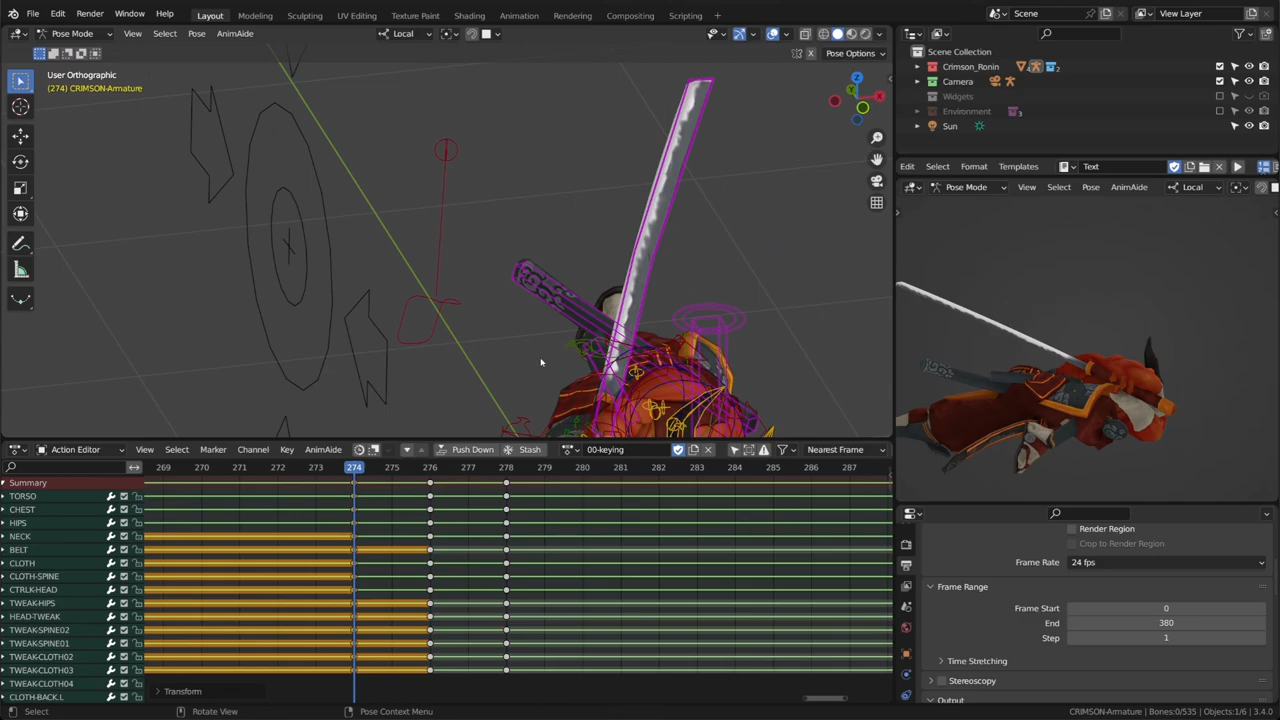 File Edit Render Window Help Layout Modeling Sculpting UV Editing Texture Paint Shading Animation Rendering Compositing Scripting Scene View Layer
Pose Mode View Select Pose AnimAide Local
Pose Options
User Orthographic
(274) CRIMSON-Armature
Scene Collection
Crimson_Ronin 2
Camera
Widgets
Environment 3
Sun
Edit Select Format Templates Text
Pose Mode View Select Pose AnimAide Local
Action Editor View Select Marker Channel Key AnimAide Push Down Stash 00-keying Nearest Frame
269 270 271 272 273 274 275 276 277 278 279 280 281 282 283 284 285 286 287
Summary
TORSO
CHEST
HIPS
NECK
BELT
CLOTH
CLOTH-SPINE
CTRLK-HEAD
TWEAK-HIPS
HEAD-TWEAK
TWEAK-SPINE02
TWEAK-SPINE01
TWEAK-CLOTH02
TWEAK-CLOTH03
TWEAK-CLOTH04
CLOTH-BACK.L
Transform
Render Region
Crop to Render Region
Frame Rate 24 fps
Frame Range
Frame Start 0
End 380
Step 1
Time Stretching
Stereoscopy
Output
Select Rotate View Pose Context Menu CRIMSON-Armature | Bones:0/535 | Objects:1/6 | 3.4.0